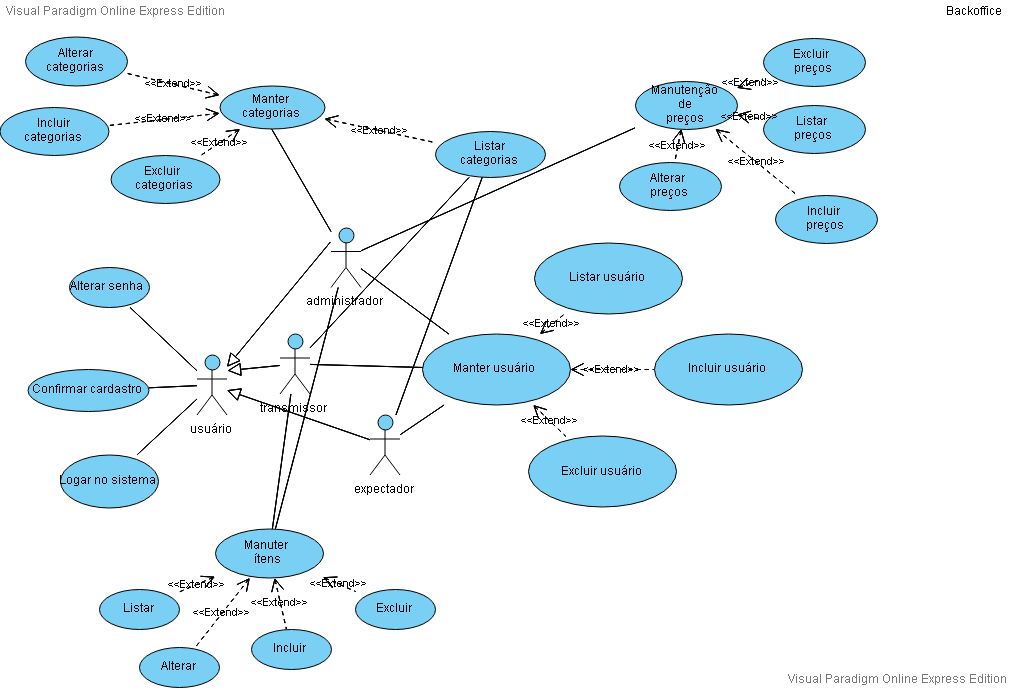 Visual Paradigm Online Express Edition
Backoffice
Alterar
categorias
<<Extend>>
Manter
categorias
Incluir
categorias
<<Extend>>
<<Extend>>
Excluir
categorias
<<Extend>>
Listar
categorias
Manutenção
de
preços
<<Extend>>
Excluir
preços
<<Extend>>
Listar
preços
<<Extend>>
Alterar
preços
<<Extend>>
Incluir
preços
administrador
Alterar senha
Confirmar cardastro
Logar no sistema
usuário
transmissor
expectador
Listar usuário
<<Extend>>
Manter usuário
<<Extend>>
Incluir usuário
<<Extend>>
Excluir usuário
Manuter
ítens
<<Extend>>
<<Extend>>
<<Extend>>
<<Extend>>
Listar
Alterar
Incluir
Excluir
Visual Paradigm Online Express Edition